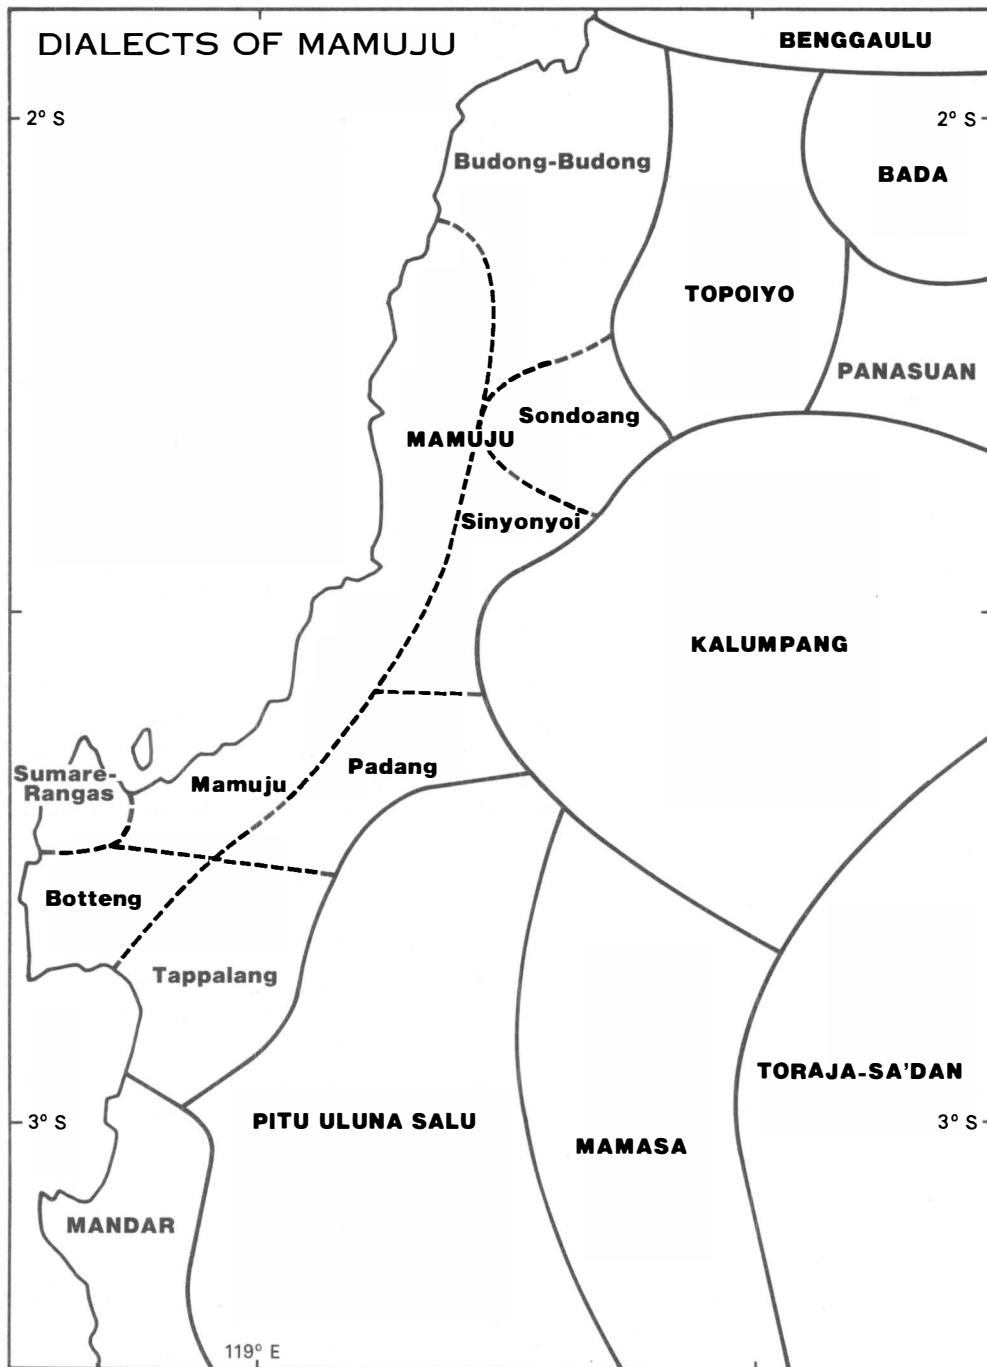 DIALECTS OF MAMUJU
BENGGAULU
2° S
2° S
Budong-Budong
BADA
TOPOIYO
PANASUAN
Sondoang
MAMUJU
Sinyonyoi
KALUMPANG
Padang
Sumare-
Rangas
Mamuju
Botteng
Tappalang
TORAJA-SA'DAN
3° S
PITU ULUNA SALU
3° S
MAMASA
MANDAR
119° E